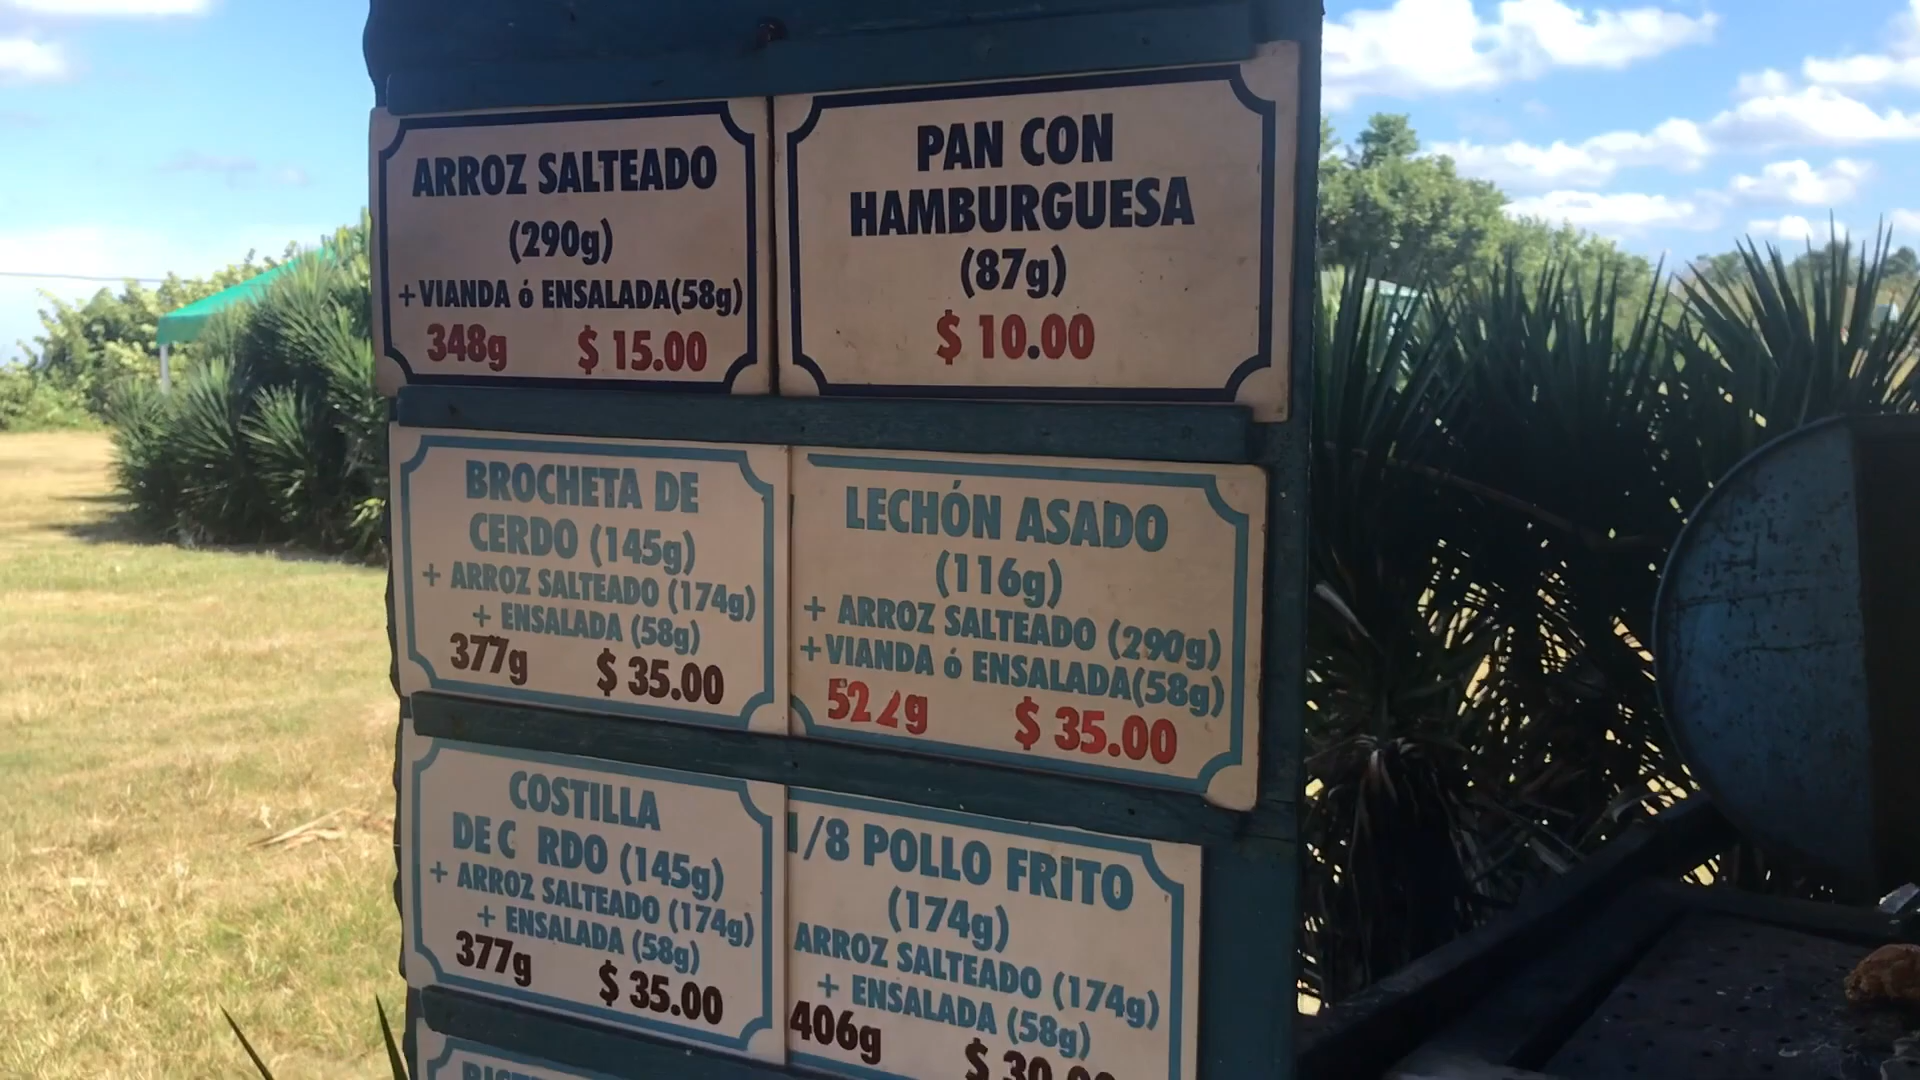 ARROZ SALTEADO
(290g)
+VIANDA ó ENSALADA(58g)
348g $ 15.00
PAN CON
HAMBURGUESA
(87g)
$ 10.00
BROCHETA DE
CERDO (145g)
+ ARROZ SALTEADO (174g)
+ ENSALADA (58g)
377g $ 35.00
LECHÓN ASADO
(116g)
+ ARROZ SALTEADO (290g)
+VIANDA ó ENSALADA(58g)
$ 35.00
COSTILLA
DE C RDO (145g)
+ ARROZ SALTEADO (174g)
+ ENSALADA (58g)
377g $ 35.00
1/8 POLLO FRITO
(174g)
ARROZ SALTEADO (174g)
+ ENSALADA (58g)
406g $ 30.00